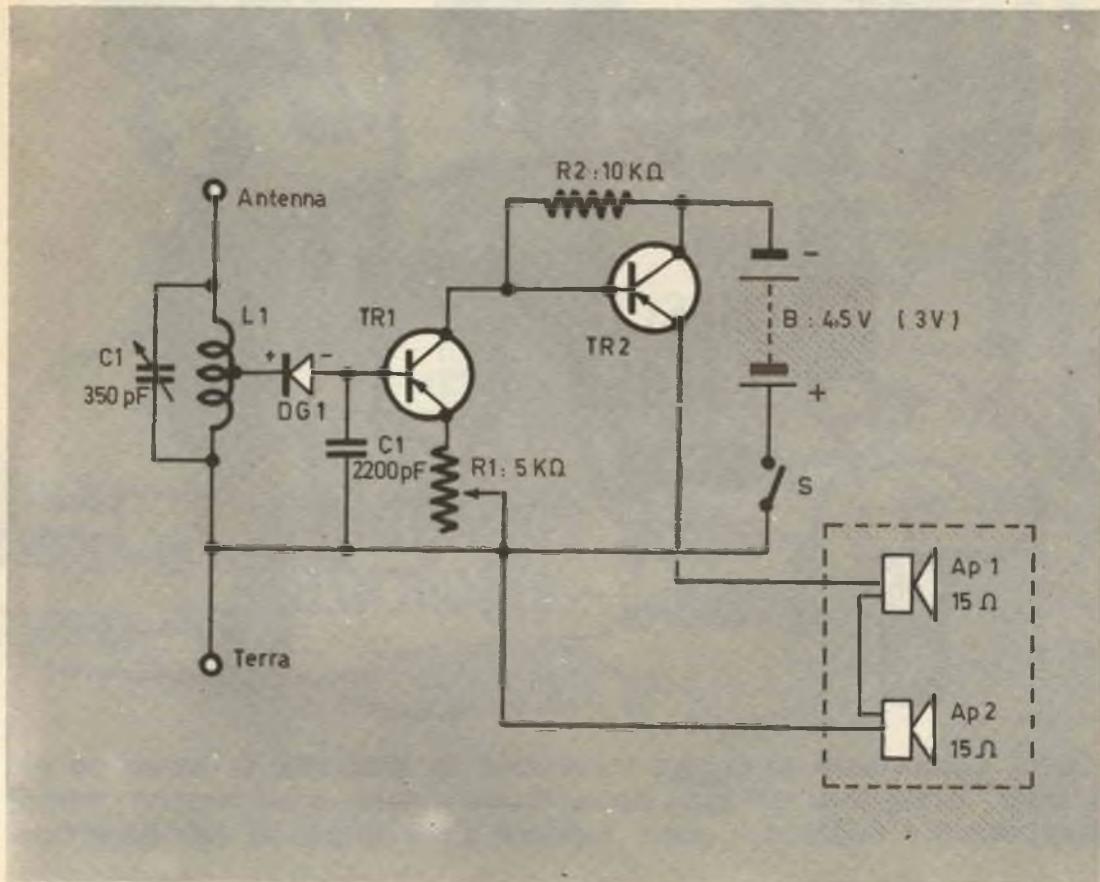 R2 : 10 KΩ
Antenna
-
L1
TR1
B : 4,5 V ( 3V )
C1
350 pF
+ -
TR2
DG1
+
C1
2200pF
R1: 5 KΩ
S
Ap 1
15 Ω
Terra
Ap 2
15 Ω